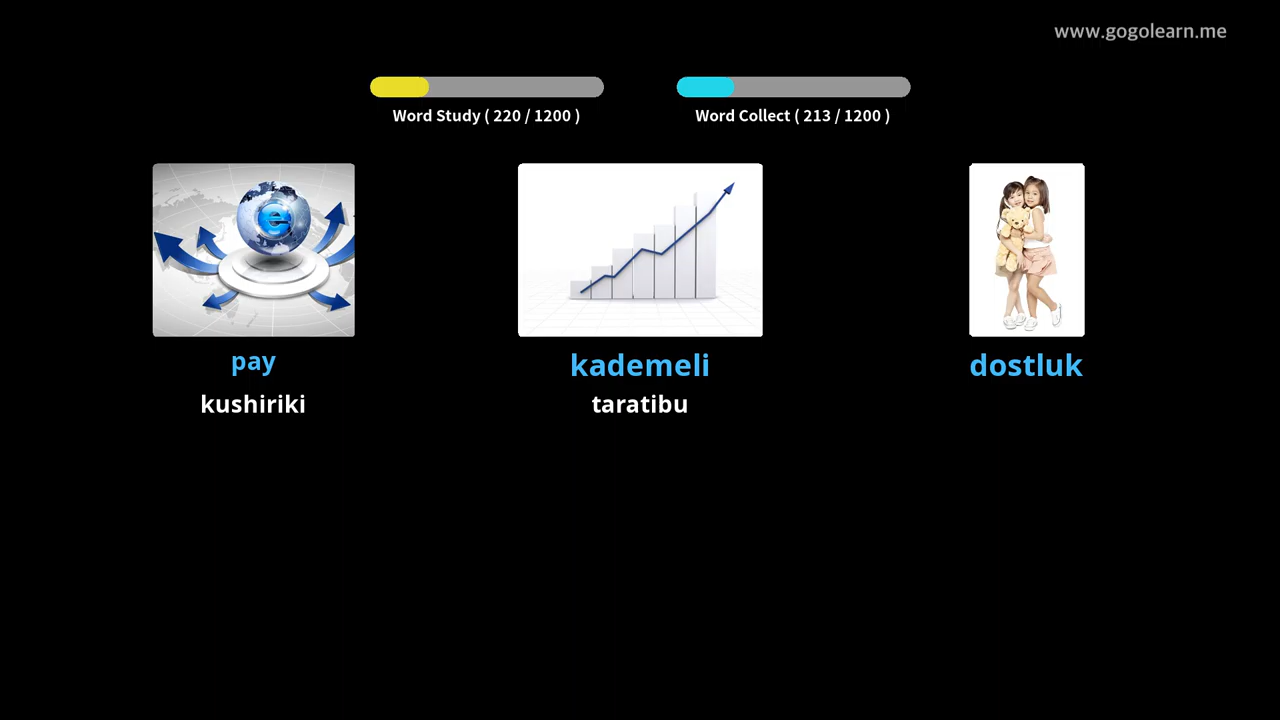 www.gogolearn.me
Word Study ( 220 / 1200 )
Word Collect ( 213 / 1200 )
e
pay
kademeli
dostluk
kushiriki
taratibu